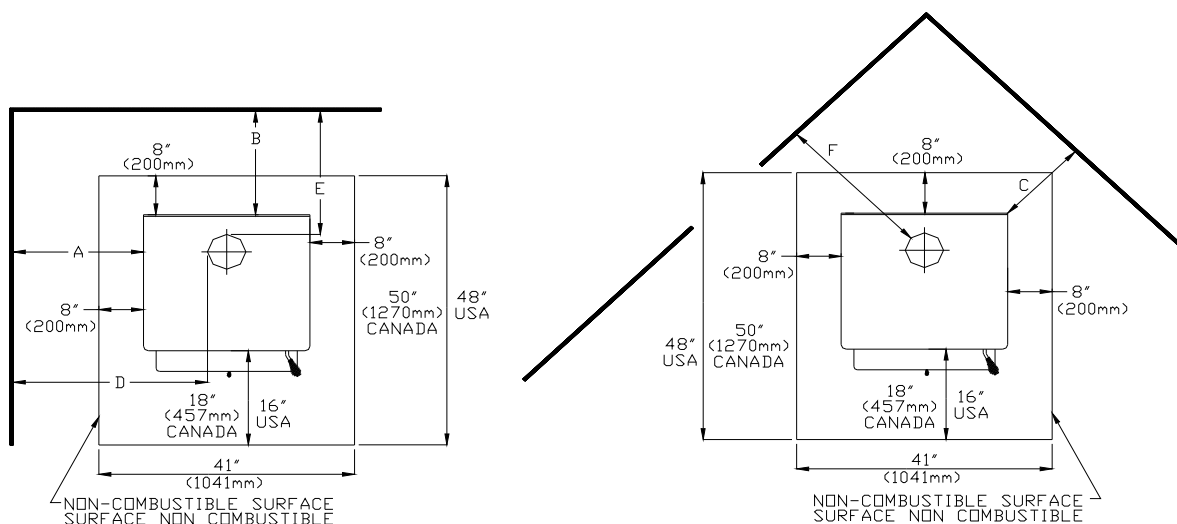 B
8"
(200mm)
E
A
8"
(200mm)
8"
(200mm)
50"
(1270mm)
CANADA
48"
USA
D
18"
(457mm)
CANADA
16"
USA
41"
(1041mm)
NON-COMBUSTIBLE SURFACE
SURFACE NON COMBUSTIBLE
F
8"
(200mm)
C
8"
(200mm)
8"
(200mm)
48"
USA
50"
(1270mm)
CANADA
18"
(457mm)
CANADA
16"
USA
41"
(1041mm)
NON-COMBUSTIBLE SURFACE
SURFACE NON COMBUSTIBLE